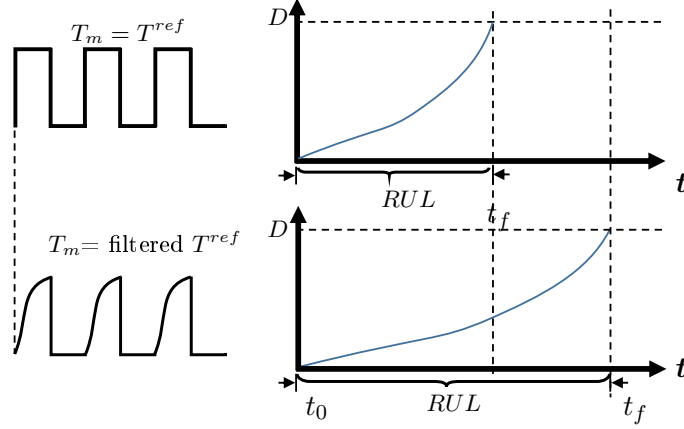 T_m = T^{ref}
D
t
RUL
t_f
T_m= filtered T^{ref}
D
t
t_0
RUL
t_f